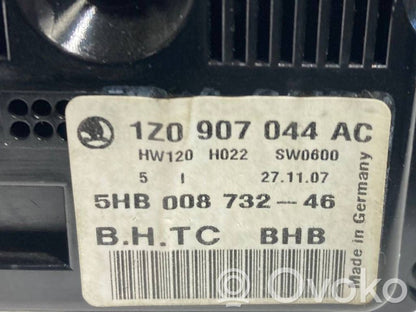 1Z0 907 044 AC
HW120 H022 SW0600
5 I 27.11.07
5HB 008 732-46
B.H.TC BHB
Made in Germany
Ovoko